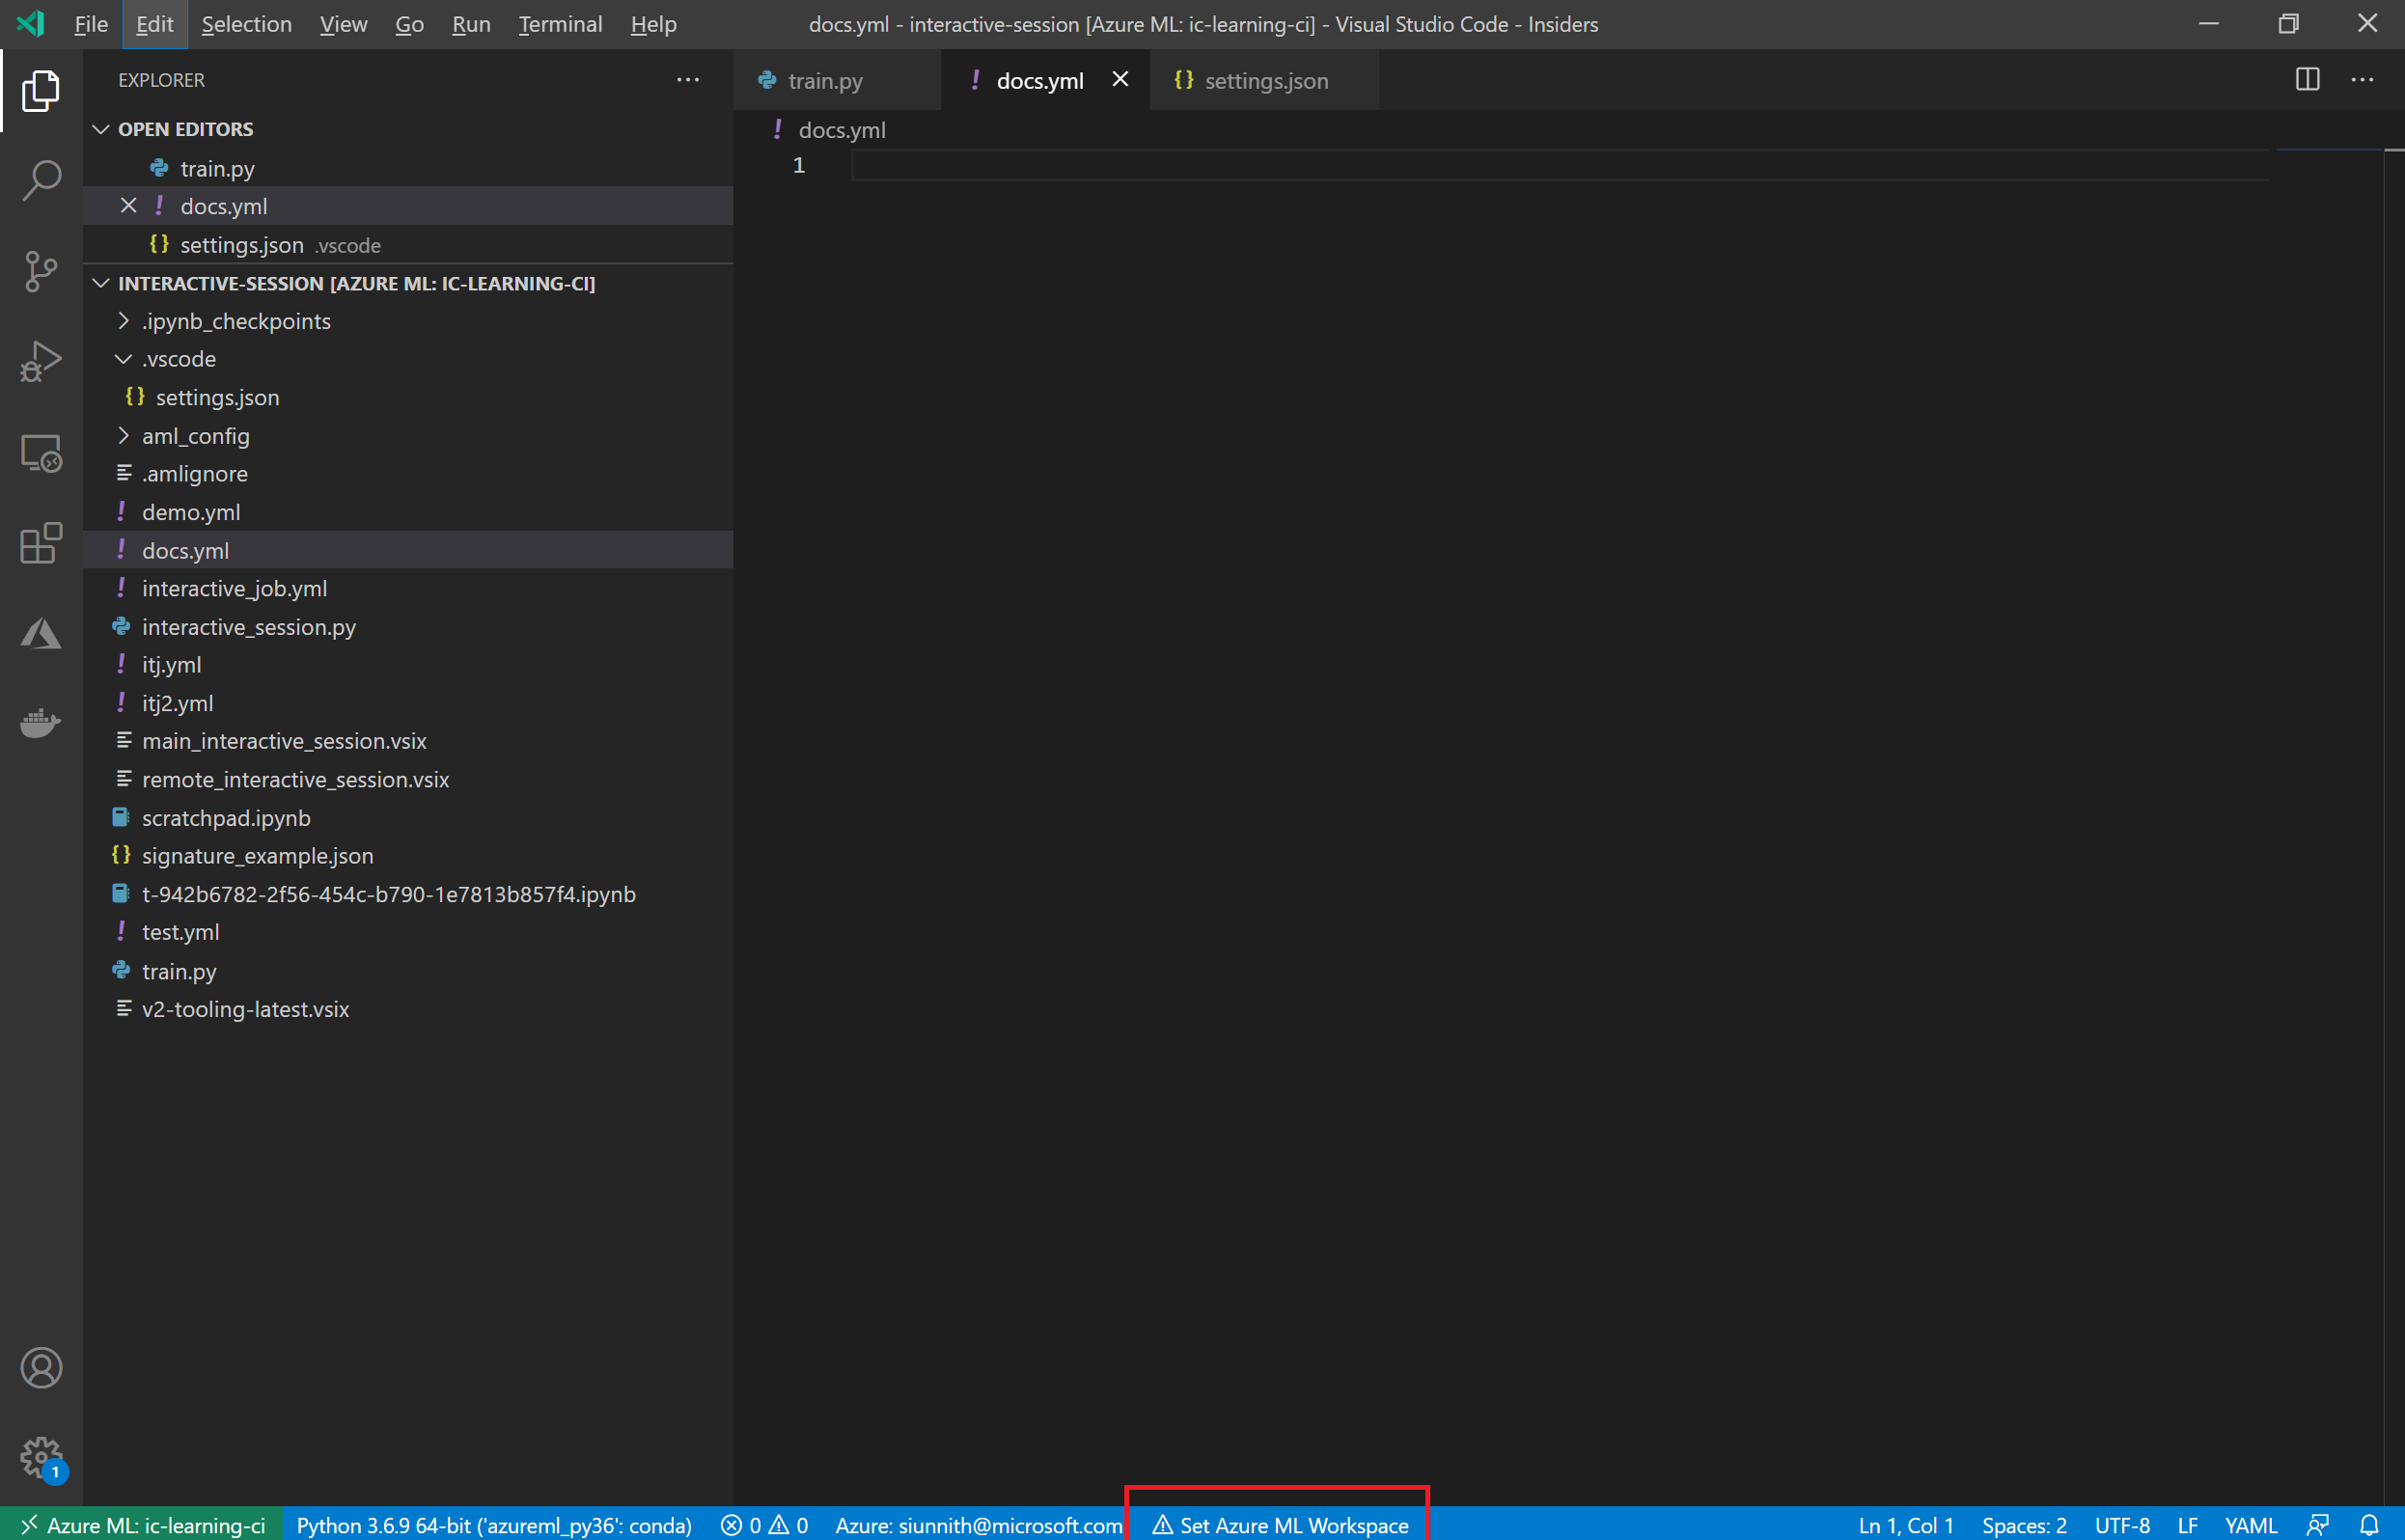 File Edit Selection View Go Run Terminal Help docs.yml - interactive-session [Azure ML: ic-learning-ci] - Visual Studio Code - Insiders
EXPLORER
OPEN EDITORS
train.py
docs.yml
settings.json .vscode
INTERACTIVE-SESSION [AZURE ML: IC-LEARNING-CI]
.ipynb_checkpoints
.vscode
settings.json
aml_config
.amlignore
demo.yml
docs.yml
interactive_job.yml
interactive_session.py
itj.yml
itj2.yml
main_interactive_session.vsix
remote_interactive_session.vsix
scratchpad.ipynb
signature_example.json
t-942b6782-2f56-454c-b790-1e7813b857f4.ipynb
test.yml
train.py
v2-tooling-latest.vsix
1
train.py docs.yml settings.json
docs.yml
1
Azure ML: ic-learning-ci Python 3.6.9 64-bit ('azureml_py36': conda) 0 0 Azure: siunnith@microsoft.com Set Azure ML Workspace Ln 1, Col 1 Spaces: 2 UTF-8 LF YAML